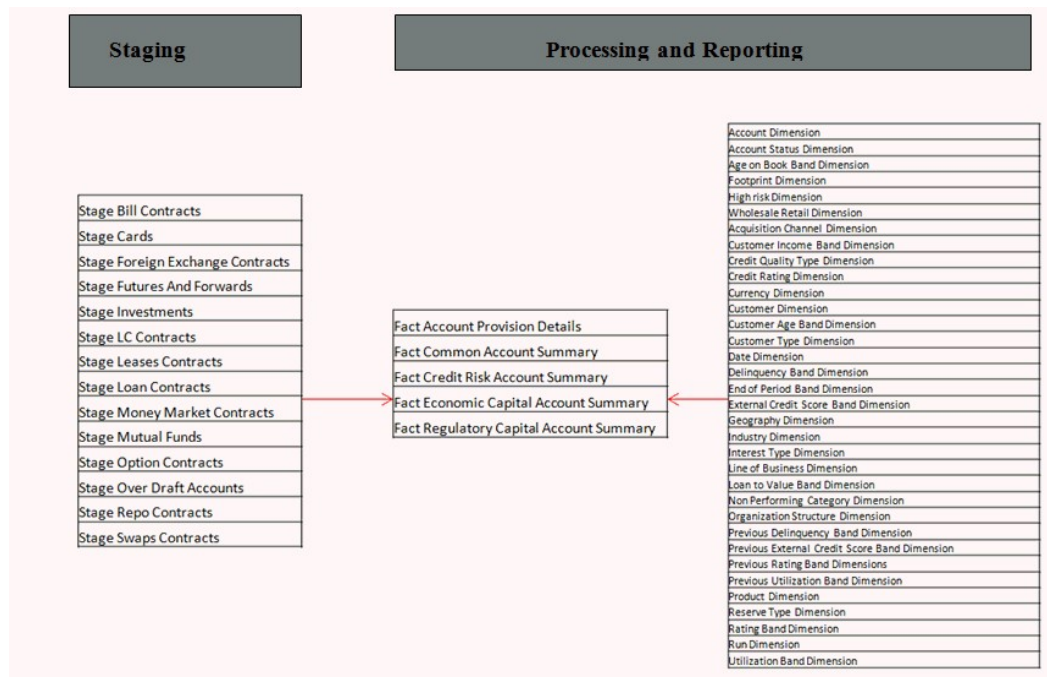 Staging
Processing and Reporting
Stage Bill Contracts
Stage Cards
Stage Foreign Exchange Contracts
Stage Futures And Forwards
Stage Investments
Stage LC Contracts
Stage Leases Contracts
Stage Loan Contracts
Stage Money Market Contracts
Stage Mutual Funds
Stage Option Contracts
Stage Over Draft Accounts
Stage Repo Contracts
Stage Swaps Contracts
Fact Account Provision Details
Fact Common Account Summary
Fact Credit Risk Account Summary
Fact Economic Capital Account Summary
Fact Regulatory Capital Account Summary
Account Dimension
Account Status Dimension
Age on Book Band Dimension
Footprint Dimension
High risk Dimension
Wholesale Retail Dimension
Acquisition Channel Dimension
Customer Income Band Dimension
Credit Quality Type Dimension
Credit Rating Dimension
Currency Dimension
Customer Dimension
Customer Age Band Dimension
Customer Type Dimension
Date Dimension
Delinquency Band Dimension
End of Period Band Dimension
External Credit Score Band Dimension
Geography Dimension
Industry Dimension
Interest Type Dimension
Line of Business Dimension
Loan to Value Band Dimension
Non Performing Category Dimension
Organization Structure Dimension
Previous Delinquency Band Dimension
Previous External Credit Score Band Dimension
Previous Rating Band Dimensions
Previous Utilization Band Dimension
Product Dimension
Reserve Type Dimension
Rating Band Dimension
Run Dimension
Utilization Band Dimension